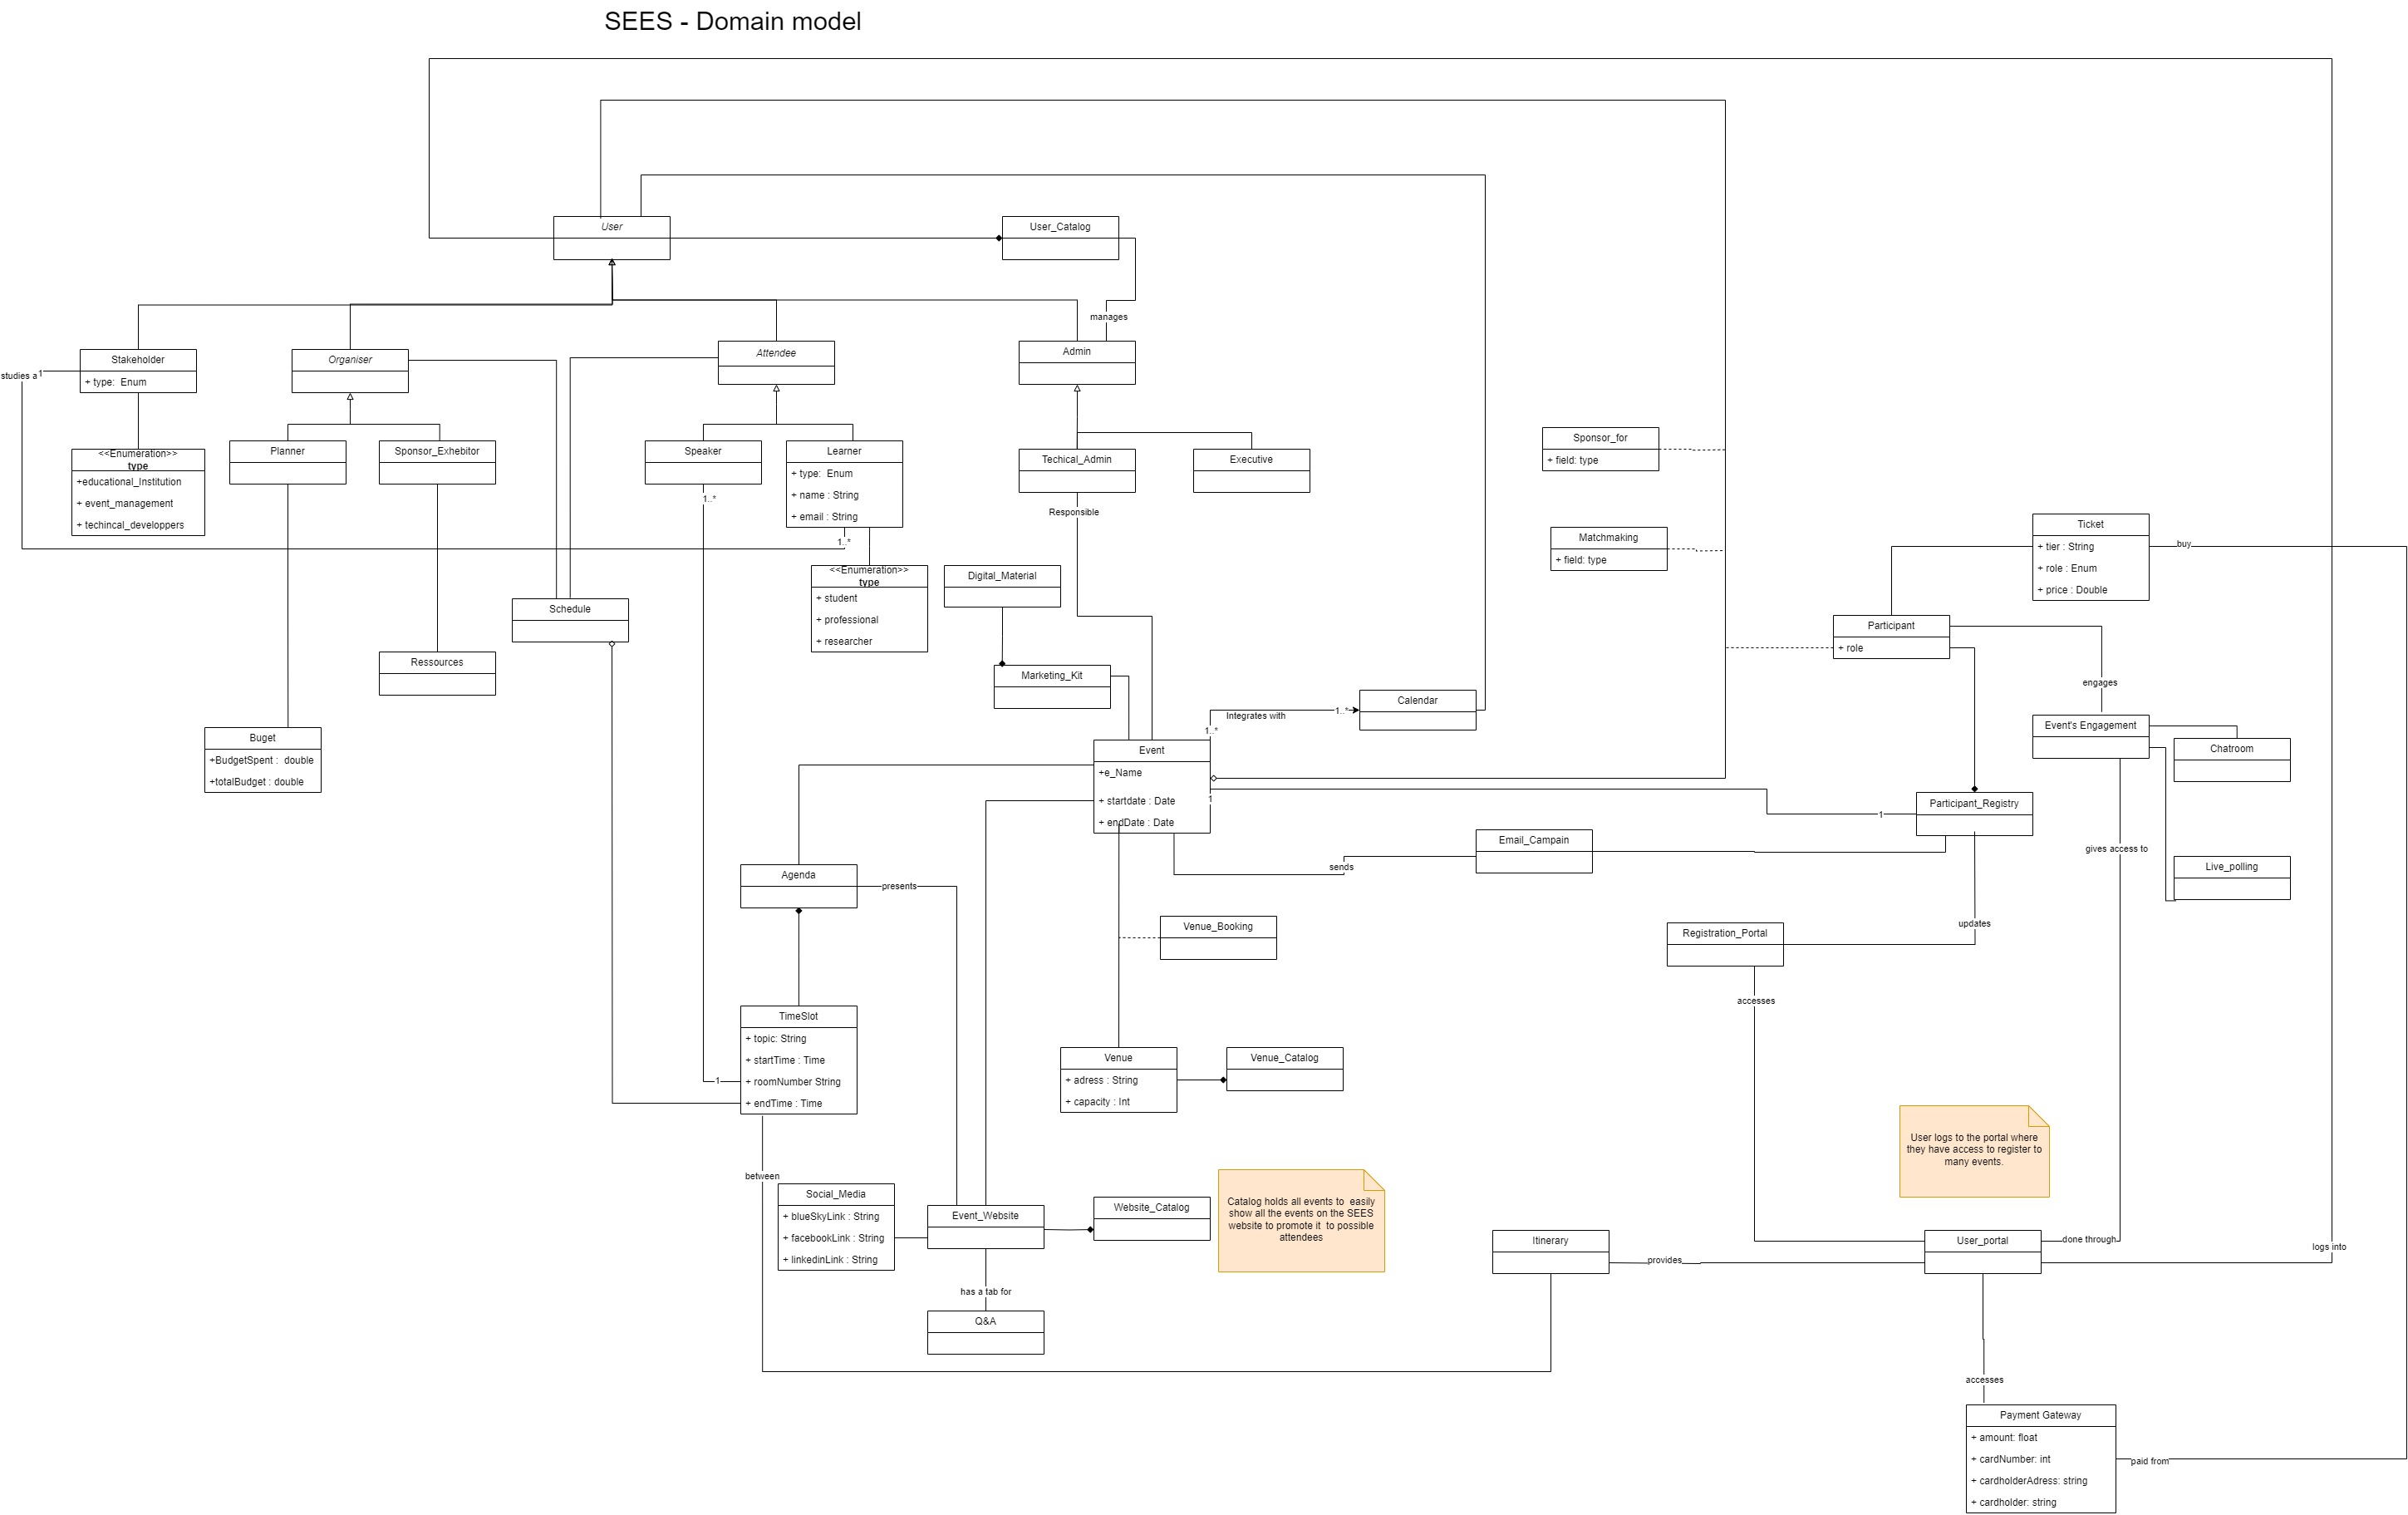 SEES - Domain model
User
User_Catalog
manages
Stakeholder
+ type:  Enum
studies a
1
Organiser
Attendee
Admin
<<Enumeration>>
type
+educational_Institution
+ event_management
+ techincal_developpers
Planner
Sponsor_Exhebitor
Speaker
1..*
Learner
+ type:  Enum
+ name : String
+ email : String
1..*
Techical_Admin
Responsible
Executive
Sponsor_for
+ field: type
Matchmaking
+ field: type
Ticket
+ tier : String
+ role : Enum
+ price : Double
buy
<<Enumeration>>
type
+ student
+ professional
+ researcher
Digital_Material
Schedule
Ressources
Marketing_Kit
Participant
+ role
engages
Buget
+BudgetSpent :  double
+totalBudget : double
Calendar
Integrates with
1..*
1..*
Event
+e_Name
+ startdate : Date
+ endDate : Date
1
Event's Engagement
Chatroom
Participant_Registry
1
Email_Campain
sends
gives access to
Live_polling
Agenda
presents
Venue_Booking
Registration_Portal
updates
accesses
TimeSlot
+ topic: String
+ startTime : Time
+ roomNumber String
+ endTime : Time
1
Venue
+ adress : String
+ capacity : Int
Venue_Catalog
User logs to the portal where
they have access to register to
many events.
between
Social_Media
+ blueSkyLink : String
+ facebookLink : String
+ linkedinLink : String
Event_Website
Website_Catalog
Catalog holds all events to  easily
show all the events on the SEES
website to promote it  to possible
attendees
Itinerary
provides
User_portal
done through
logs into
has a tab for
Q&A
accesses
Payment Gateway
+ amount: float
+ cardNumber: int
+ cardholderAdress: string
+ cardholder: string
paid from